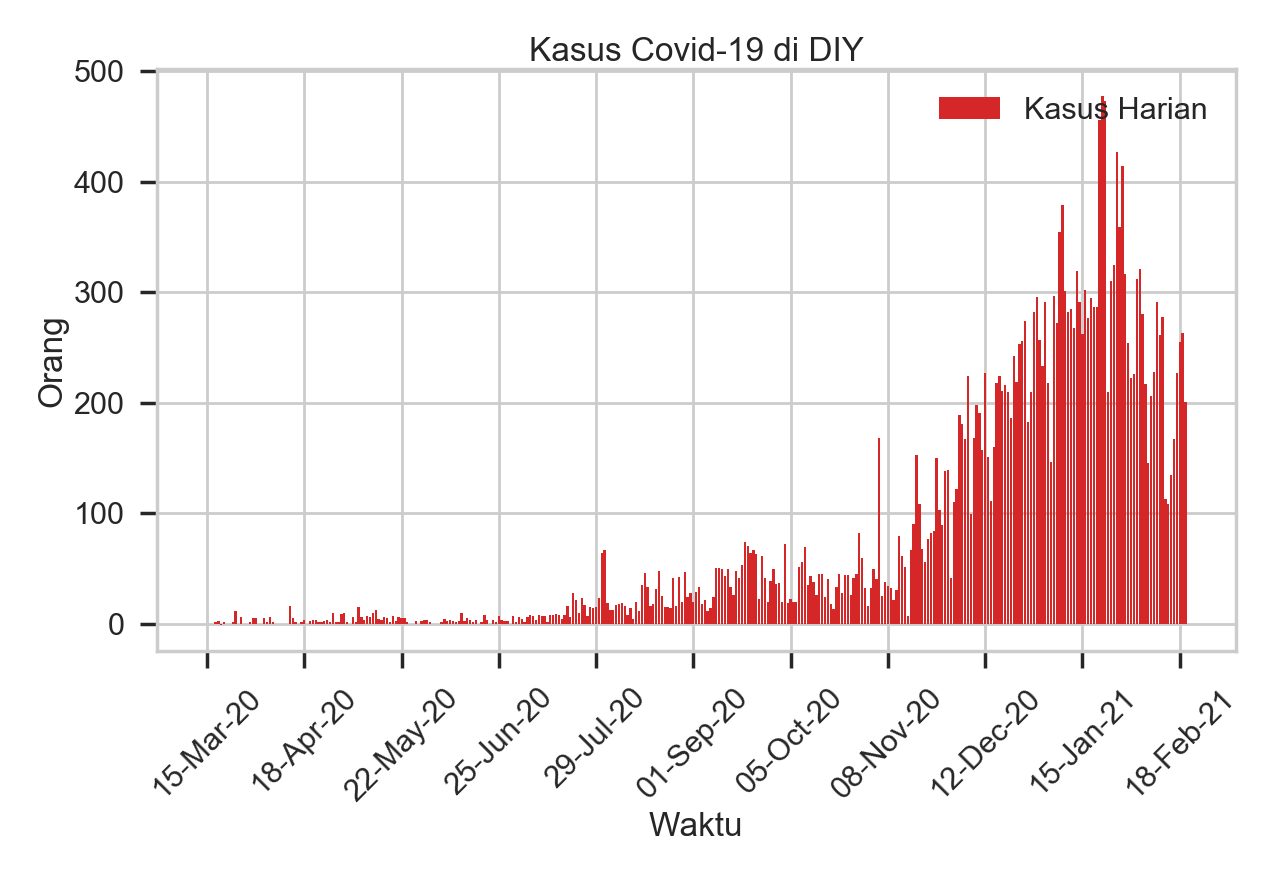 Kasus Covid-19 di DIY
Kasus Harian
Orang
500
400
300
200
100
0
15-Mar-20
18-Apr-20
22-May-20
25-Jun-20
29-Jul-20
01-Sep-20
05-Oct-20
08-Nov-20
12-Dec-20
15-Jan-21
18-Feb-21
Waktu